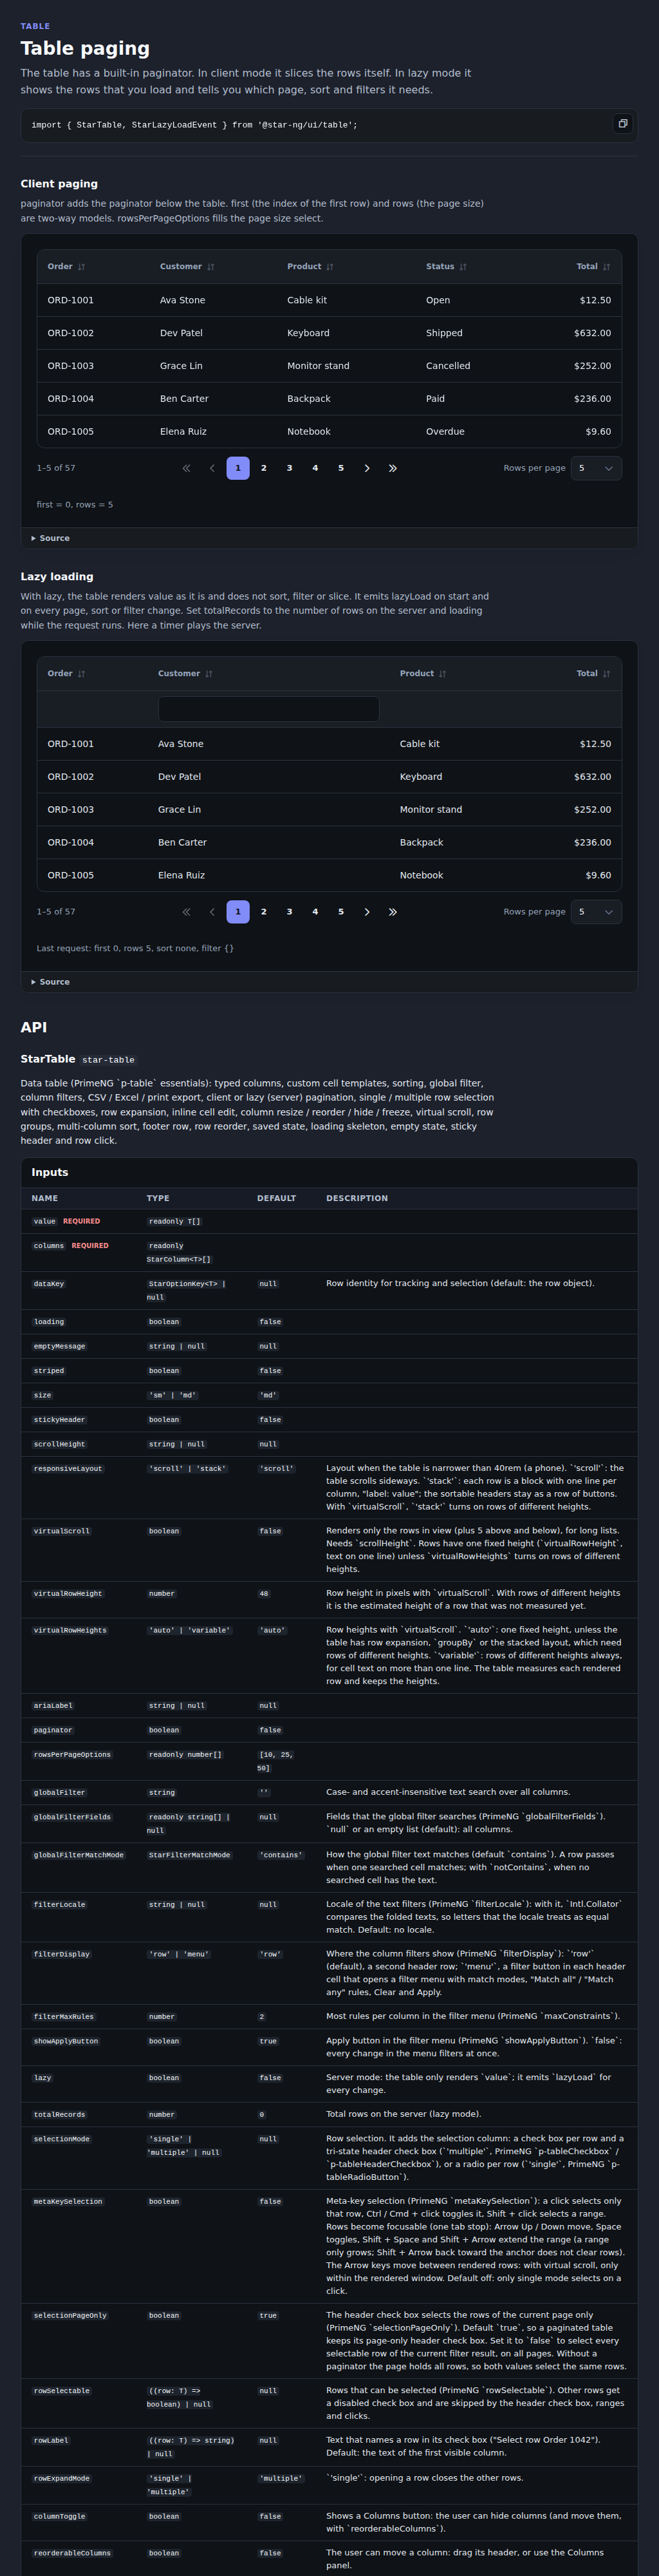 TABLE
Table paging
The table has a built-in paginator. In client mode it slices the rows itself. In lazy mode it
shows the rows that you load and tells you which page, sort and filters it needs.
import { StarTable, StarLazyLoadEvent } from '@star-ng/ui/table';
Client paging
paginator adds the paginator below the table. first (the index of the first row) and rows (the page size)
are two-way models. rowsPerPageOptions fills the page size select.
Order Customer Product Status Total
ORD-1001 Ava Stone Cable kit Open $12.50
ORD-1002 Dev Patel Keyboard Shipped $632.00
ORD-1003 Grace Lin Monitor stand Cancelled $252.00
ORD-1004 Ben Carter Backpack Paid $236.00
ORD-1005 Elena Ruiz Notebook Overdue $9.60
1–5 of 57 1 2 3 4 5 Rows per page 5
first = 0, rows = 5
Source
Lazy loading
With lazy, the table renders value as it is and does not sort, filter or slice. It emits lazyLoad on start and
on every page, sort or filter change. Set totalRecords to the number of rows on the server and loading
while the request runs. Here a timer plays the server.
Order Customer Product Total
ORD-1001 Ava Stone Cable kit $12.50
ORD-1002 Dev Patel Keyboard $632.00
ORD-1003 Grace Lin Monitor stand $252.00
ORD-1004 Ben Carter Backpack $236.00
ORD-1005 Elena Ruiz Notebook $9.60
1–5 of 57 1 2 3 4 5 Rows per page 5
Last request: first 0, rows 5, sort none, filter {}
Source
API
StarTable star-table
Data table (PrimeNG `p-table` essentials): typed columns, custom cell templates, sorting, global filter,
column filters, CSV / Excel / print export, client or lazy (server) pagination, single / multiple row selection
with checkboxes, row expansion, inline cell edit, column resize / reorder / hide / freeze, virtual scroll, row
groups, multi-column sort, footer row, row reorder, saved state, loading skeleton, empty state, sticky
header and row click.
Inputs
NAME TYPE DEFAULT DESCRIPTION
value REQUIRED readonly T[]
columns REQUIRED readonly
StarColumn<T>[]
dataKey StarOptionKey<T> | null Row identity for tracking and selection (default: the row object).
null
loading boolean false
emptyMessage string | null null
striped boolean false
size 'sm' | 'md' 'md'
stickyHeader boolean false
scrollHeight string | null null
responsiveLayout 'scroll' | 'stack' 'scroll' Layout when the table is narrower than 40rem (a phone). `'scroll'`: the
table scrolls sideways. `'stack'`: each row is a block with one line per
column, "label: value"; the sortable headers stay as a row of buttons.
With `virtualScroll`, `'stack'` turns on rows of different heights.
virtualScroll boolean false Renders only the rows in view (plus 5 above and below), for long lists.
Needs `scrollHeight`. Rows have one fixed height (`virtualRowHeight`,
text on one line) unless `virtualRowHeights` turns on rows of different
heights.
virtualRowHeight number 48 Row height in pixels with `virtualScroll`. With rows of different heights
it is the estimated height of a row that was not measured yet.
virtualRowHeights 'auto' | 'variable' 'auto' Row heights with `virtualScroll`. `'auto'`: one fixed height, unless the
table has row expansion, `groupBy` or the stacked layout, which need
rows of different heights. `'variable'`: rows of different heights always,
for cell text on more than one line. The table measures each rendered
row and keeps the heights.
ariaLabel string | null null
paginator boolean false
rowsPerPageOptions readonly number[] [10, 25,
50]
globalFilter string '' Case- and accent-insensitive text search over all columns.
globalFilterFields readonly string[] | null Fields that the global filter searches (PrimeNG `globalFilterFields`).
null `null` or an empty list (default): all columns.
globalFilterMatchMode StarFilterMatchMode 'contains' How the global filter text matches (default `contains`). A row passes
when one searched cell matches; with `notContains`, when no
searched cell has the text.
filterLocale string | null null Locale of the text filters (PrimeNG `filterLocale`): with it, `Intl.Collator`
compares the folded texts, so letters that the locale treats as equal
match. Default: no locale.
filterDisplay 'row' | 'menu' 'row' Where the column filters show (PrimeNG `filterDisplay`): `'row'`
(default), a second header row; `'menu'`, a filter button in each header
cell that opens a filter menu with match modes, "Match all" / "Match
any" rules, Clear and Apply.
filterMaxRules number 2 Most rules per column in the filter menu (PrimeNG `maxConstraints`).
showApplyButton boolean true Apply button in the filter menu (PrimeNG `showApplyButton`). `false`:
every change in the menu filters at once.
lazy boolean false Server mode: the table only renders `value`; it emits `lazyLoad` for
every change.
totalRecords number 0 Total rows on the server (lazy mode).
selectionMode 'single' | null Row selection. It adds the selection column: a check box per row and a
'multiple' | null tri-state header check box (`'multiple'`, PrimeNG `p-tableCheckbox` /
`p-tableHeaderCheckbox`), or a radio per row (`'single'`, PrimeNG `p-
tableRadioButton`).
metaKeySelection boolean false Meta-key selection (PrimeNG `metaKeySelection`): a click selects only
that row, Ctrl / Cmd + click toggles it, Shift + click selects a range.
Rows become focusable (one tab stop): Arrow Up / Down move, Space
toggles, Shift + Space and Shift + Arrow extend the range (a range
only grows; Shift + Arrow back toward the anchor does not clear rows).
The Arrow keys move between rendered rows: with virtual scroll, only
within the rendered window. Default off: only single mode selects on a
click.
selectionPageOnly boolean true The header check box selects the rows of the current page only
(PrimeNG `selectionPageOnly`). Default `true`, so a paginated table
keeps its page-only header check box. Set it to `false` to select every
selectable row of the current filter result, on all pages. Without a
paginator the page holds all rows, so both values select the same rows.
rowSelectable ((row: T) => null Rows that can be selected (PrimeNG `rowSelectable`). Other rows get
boolean) | null a disabled check box and are skipped by the header check box, ranges
and clicks.
rowLabel ((row: T) => string) null Text that names a row in its check box ("Select row Order 1042").
| null Default: the text of the first visible column.
rowExpandMode 'single' | 'multiple' `'single'`: opening a row closes the other rows.
'multiple'
columnToggle boolean false Shows a Columns button: the user can hide columns (and move them,
with `reorderableColumns`).
reorderableColumns boolean false The user can move a column: drag its header, or use the Columns
panel.